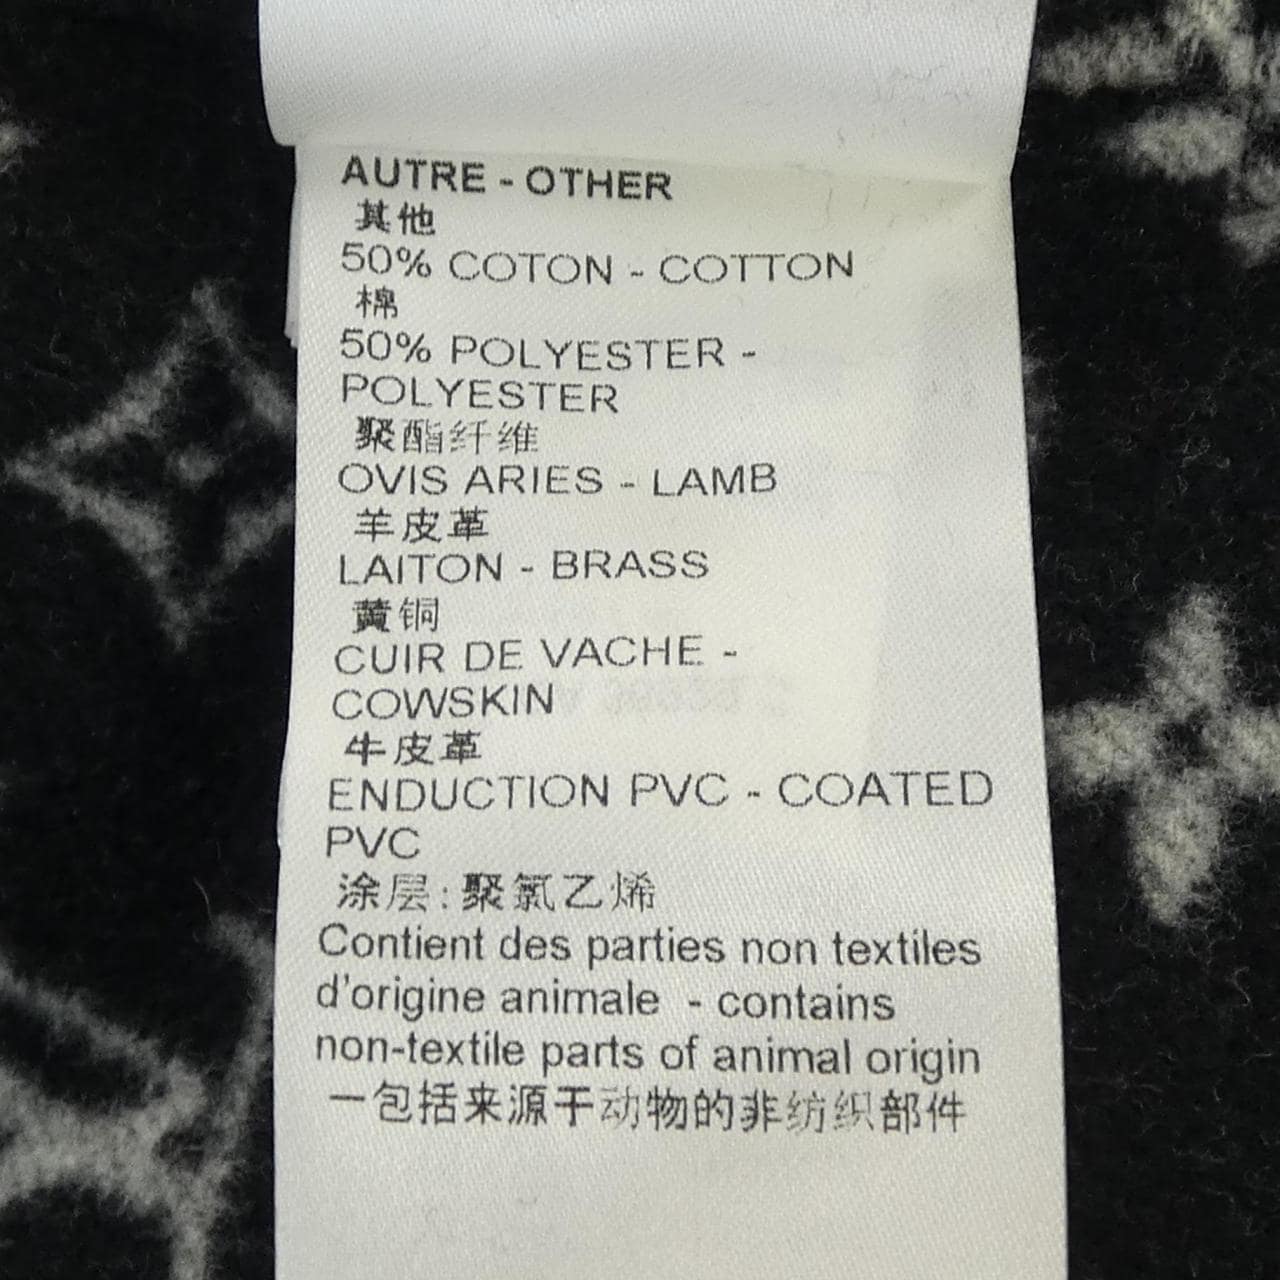 AUTRE - OTHER
其他
50% COTON - COTTON
棉
50% POLYESTER -
POLYESTER
聚酯纤维
OVIS ARIES - LAMB
羊皮革
LAITON - BRASS
黄铜
CUIR DE VACHE -
COWSKIN
牛皮革
ENDUCTION PVC - COATED
PVC
涂层:聚氯乙烯
Contient des parties non textiles
d'origine animale - contains
non-textile parts of animal origin
一包括来源于动物的非纺织部件